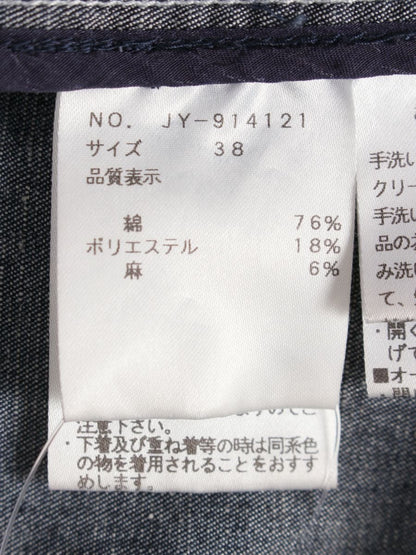 NO. JY-914121
サイズ 38
品質表示
綿 76%
ポリエステル 18%
麻 6%
注意下さい。
・下着及び重ね着等の時は同系色
の物を着用されることをおすす
めします。
手洗い
クリー
手洗い
品の
み洗い
て、
・開く
げて
■オー
・開